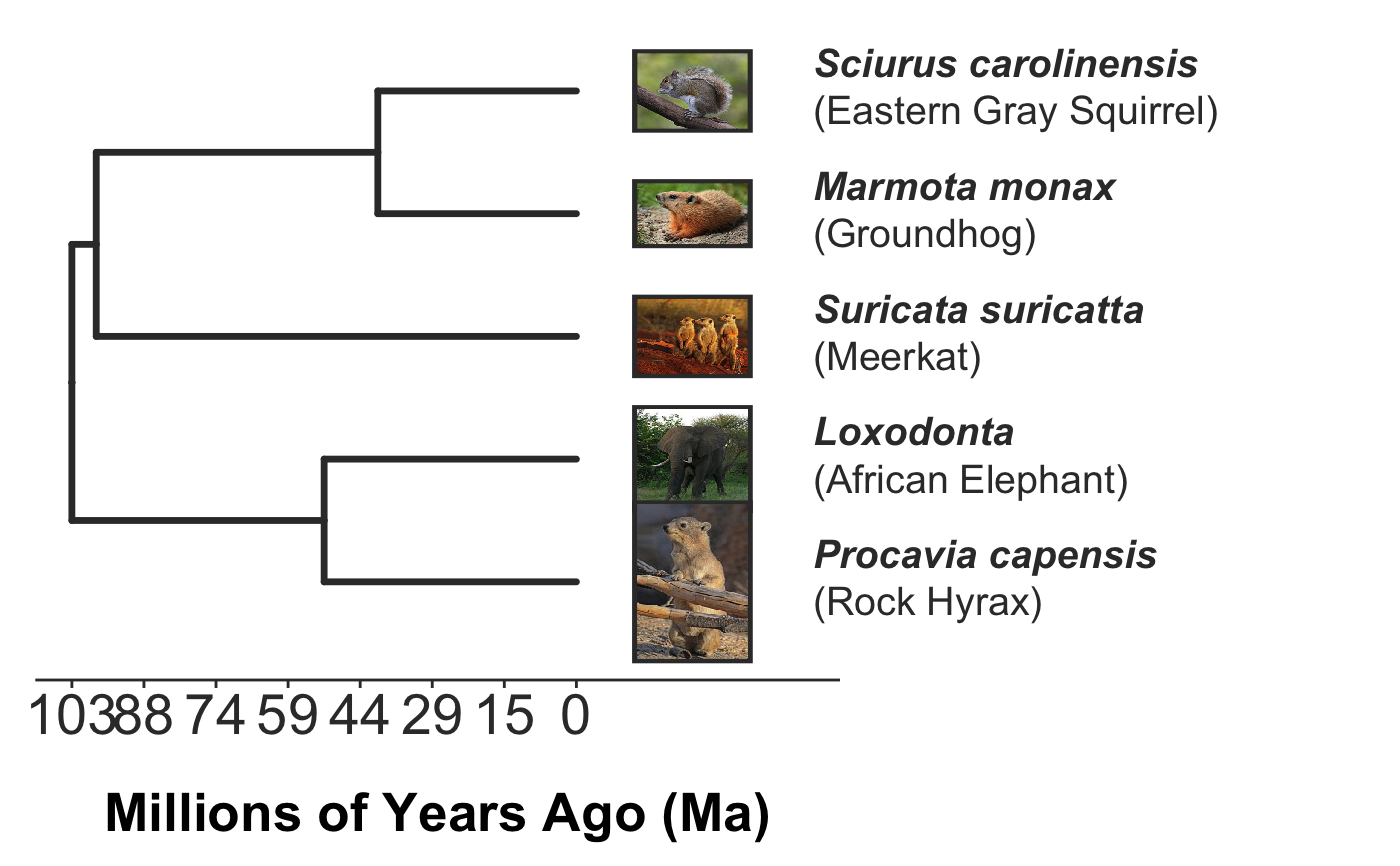 Sciurus carolinensis
(Eastern Gray Squirrel)
Marmota monax
(Groundhog)
Suricata suricatta
(Meerkat)
Loxodonta
(African Elephant)
Procavia capensis
(Rock Hyrax)
103 88 74 59 44 29 15 0
Millions of Years Ago (Ma)